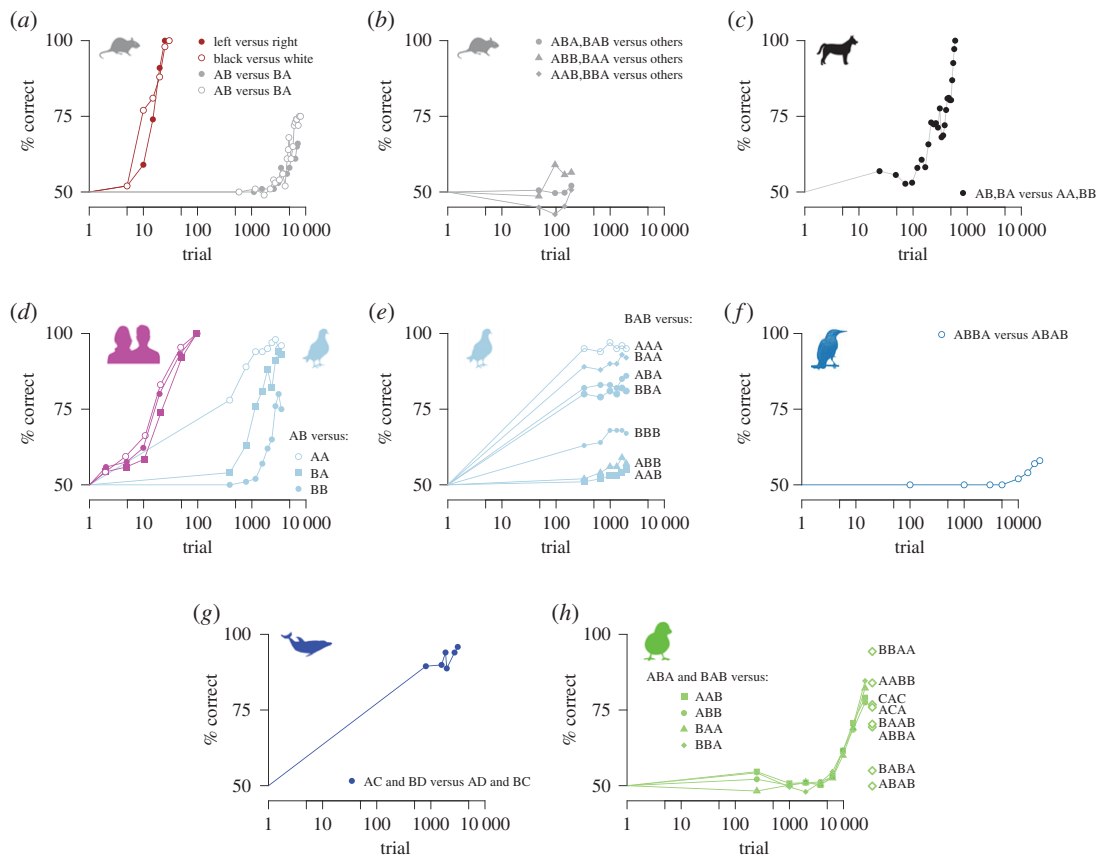 (a)
100
75
50
% correct
left versus right
black versus white
AB versus BA
AB versus BA
1 10 100 1000 10 000
trial
(b)
100
75
50
% correct
ABA,BAB versus others
ABB,BAA versus others
AAB,BBA versus others
1 10 100 1000 10 000
trial
(c)
100
75
50
% correct
AB,BA versus AA,BB
1 10 100 1000 10 000
trial
(d)
100
75
50
% correct
AB versus:
AA
BA
BB
1 10 100 1000 10 000
trial
(e)
100
75
50
% correct
BAB versus:
AAA
BAA
ABA
BBA
BBB
ABB
AAB
1 10 100 1000 10 000
trial
(f)
100
75
50
% correct
ABBA versus ABAB
1 10 100 1000 10 000
trial
(g)
100
75
50
% correct
AC and BD versus AD and BC
1 10 100 1000 10 000
trial
(h)
100
75
50
% correct
ABA and BAB versus:
AAB
ABB
BAA
BBA
BBAA
AABB
CAC
ACA
BAAB
ABBA
BABA
ABAB
1 10 100 1000 10 000
trial